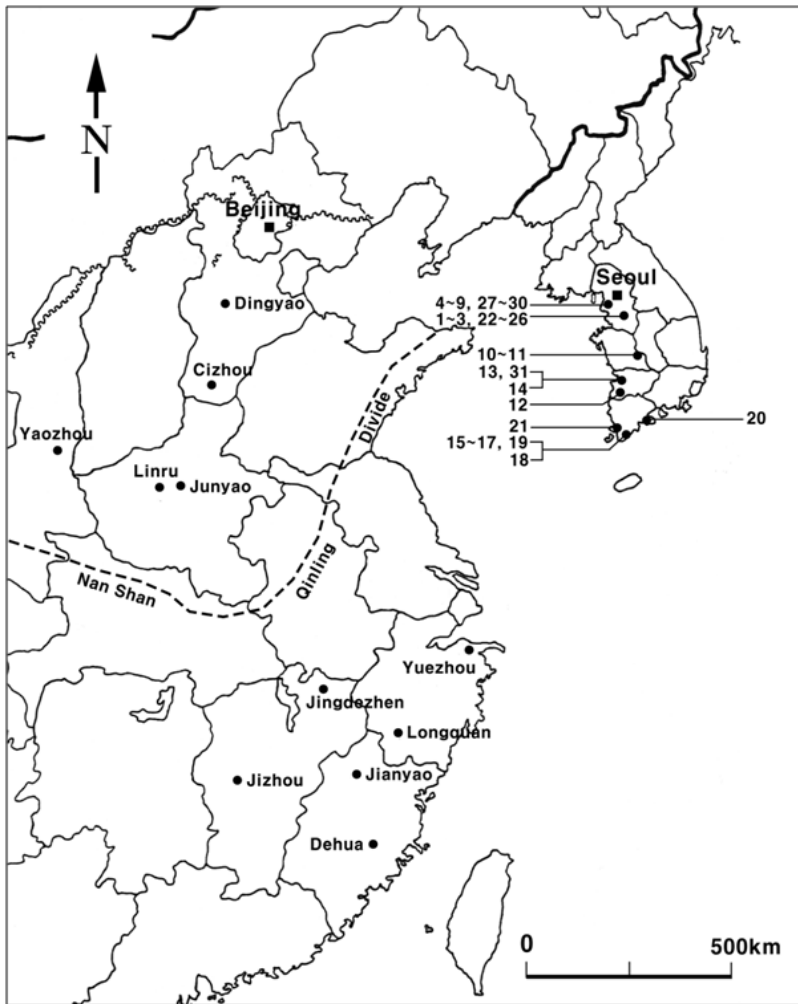 N
Beijing
Seoul
Dingyao
4~9, 27~30
1~3, 22~26
10~11
Cizhou
13, 31
14
12
Divide
20
Yaozhou
21
15~17, 19
18
Linru
Junyao
Qinling
Nan Shan
Yuezhou
Jingdezhen
Longquan
Jizhou
Jianyao
Dehua
0
500km